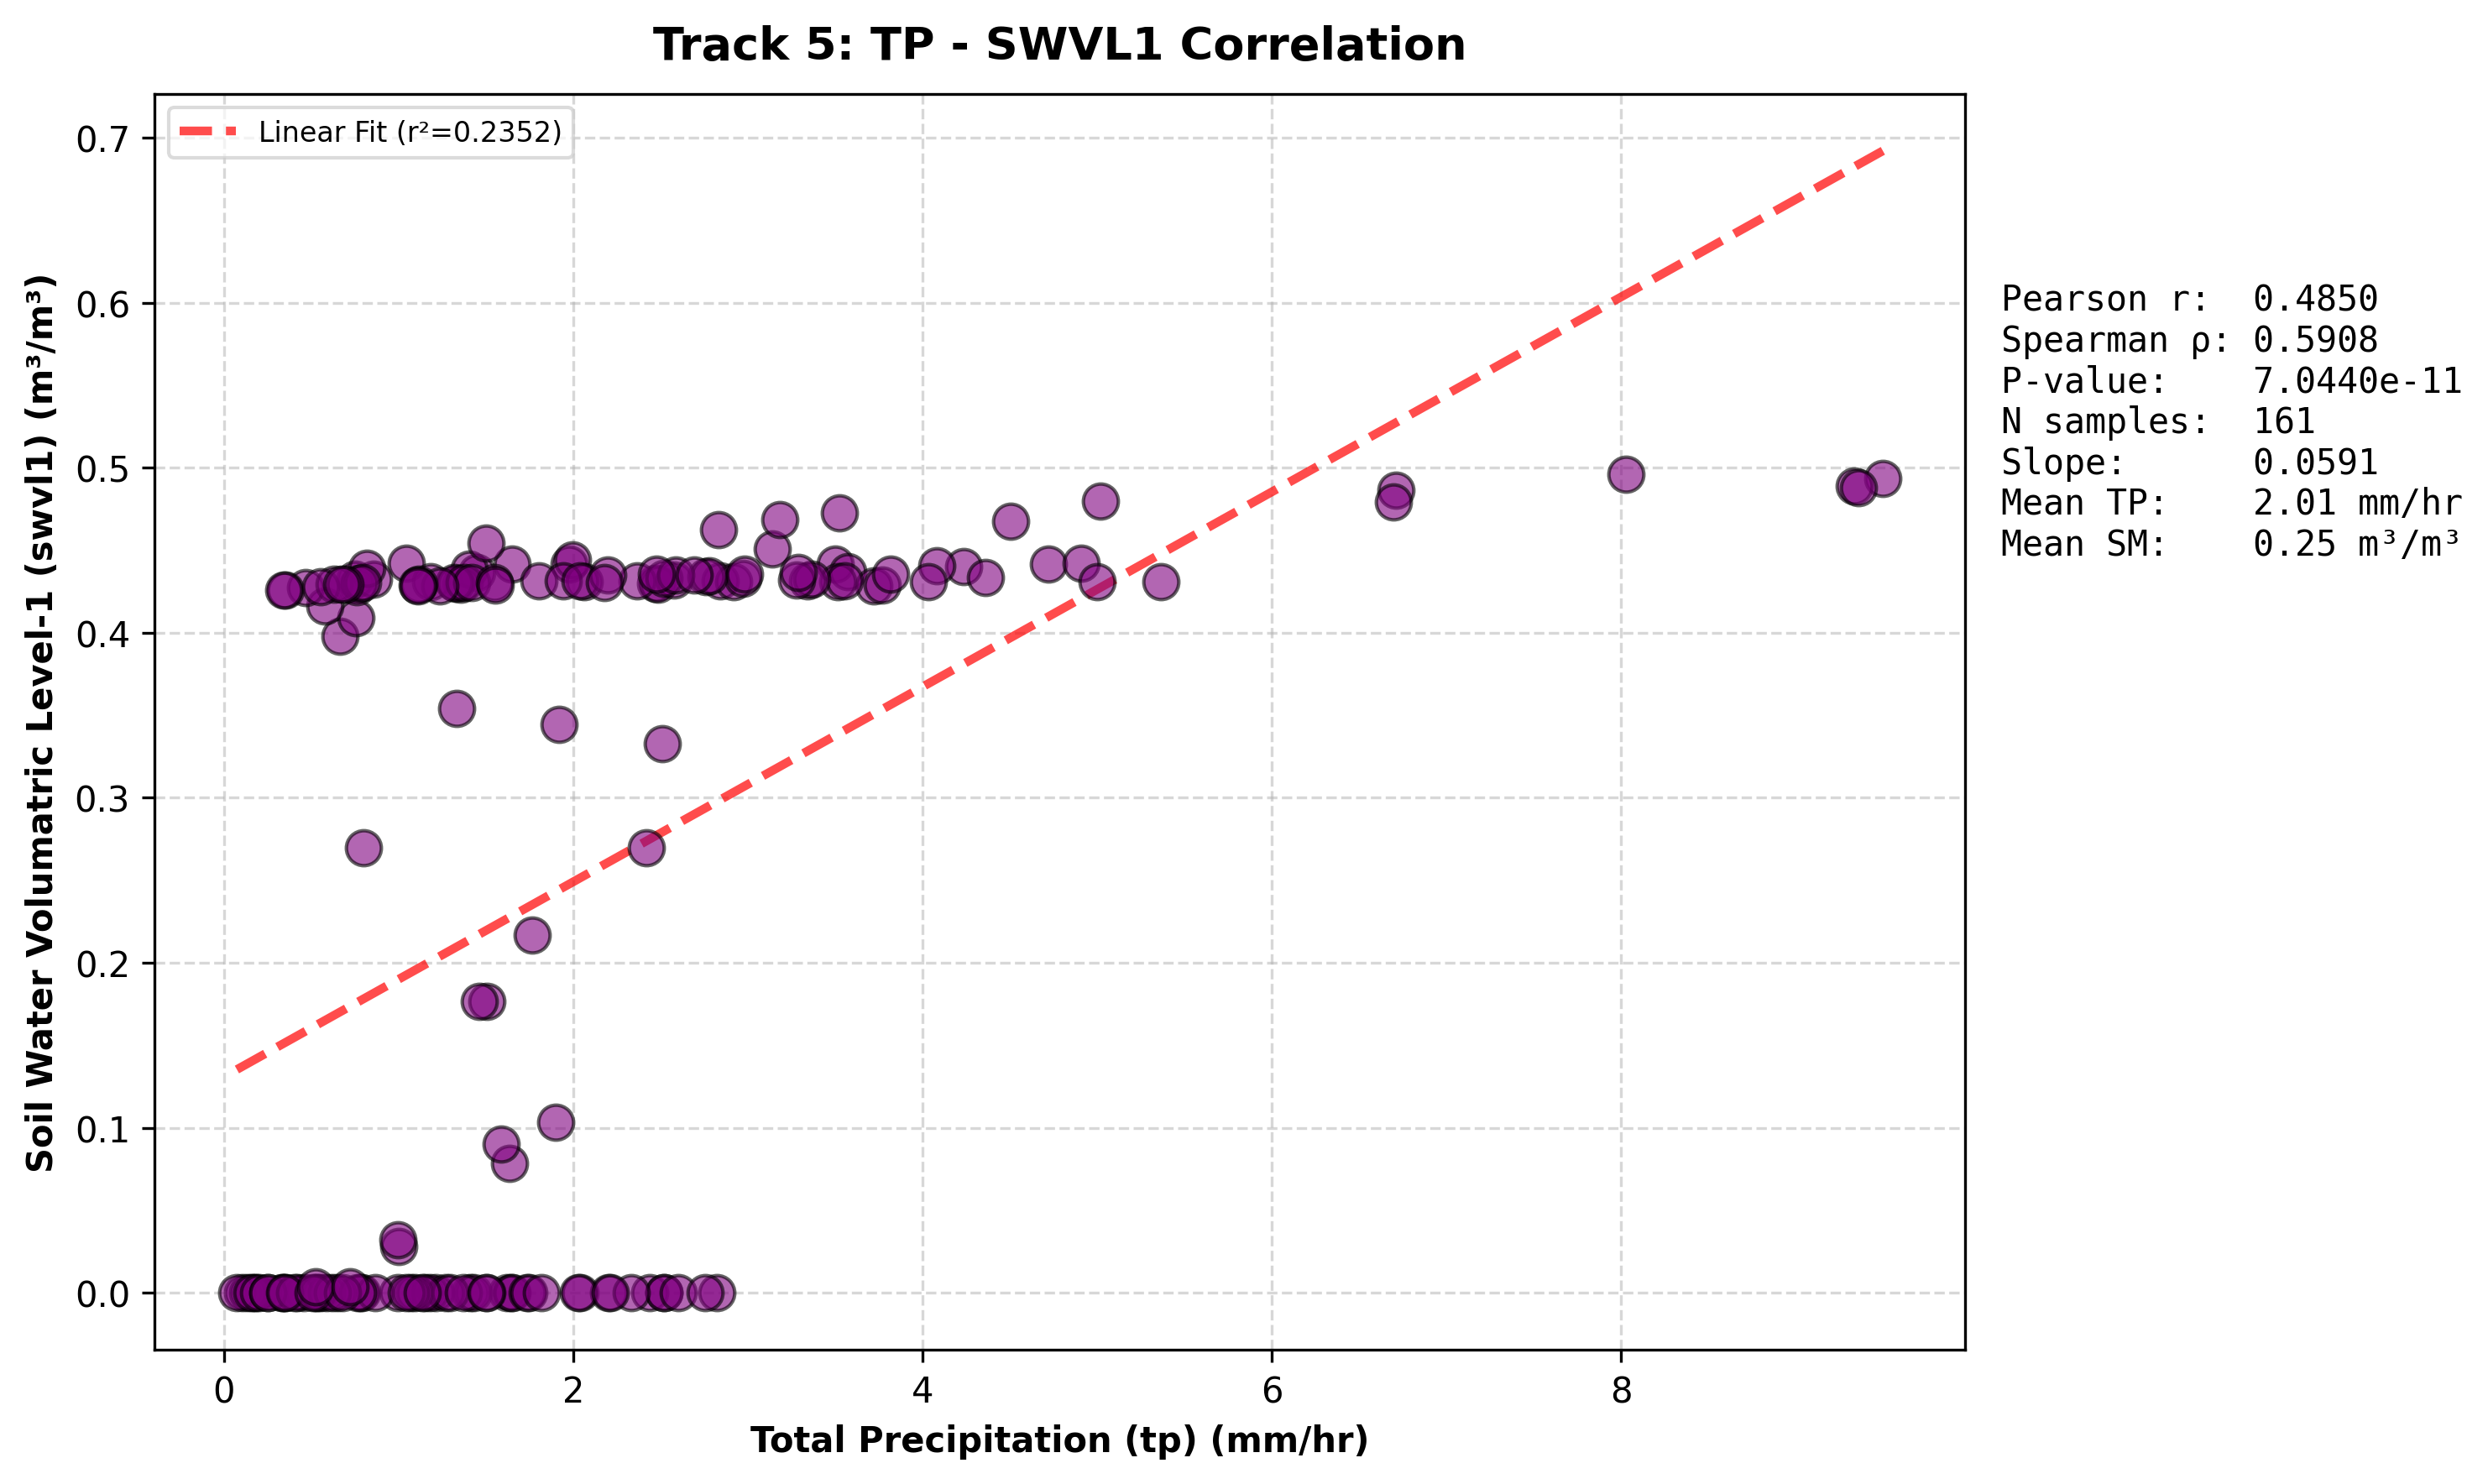 Track 5: TP - SWVL1 Correlation
Linear Fit (r²=0.2352)
0.7
0.6
0.5
0.4
0.3
0.2
0.1
0.0
Soil Water Volumatric Level-1 (swvl1) (m³/m³)
0 2 4 6 8
Total Precipitation (tp) (mm/hr)
Pearson r: 0.4850
Spearman ρ: 0.5908
P-value: 7.0440e-11
N samples: 161
Slope: 0.0591
Mean TP: 2.01 mm/hr
Mean SM: 0.25 m³/m³